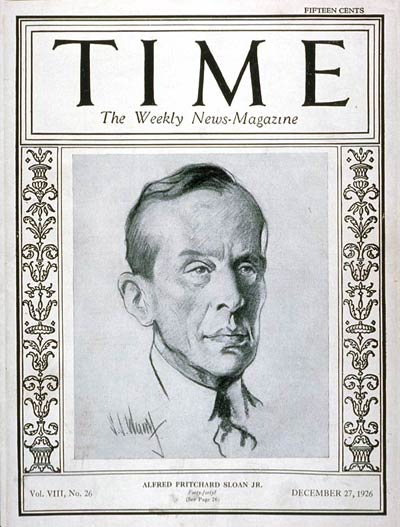 FIFTEEN CENTS
TIME
The Weekly News-Magazine
ALFRED PRITCHARD SLOAN JR.
(See Page 26)
Vol. VIII, No. 26
DECEMBER 27, 1926